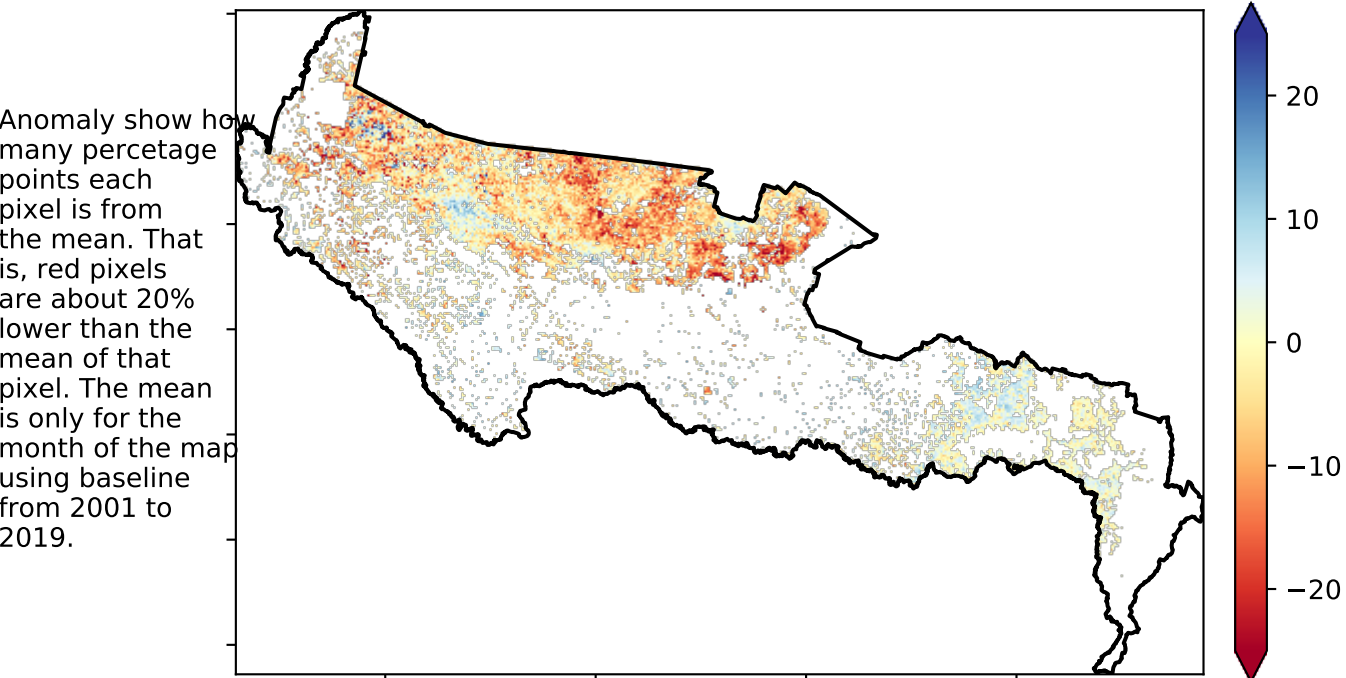 Anomaly show how
many percetage
points each
pixel is from
the mean. That
is, red pixels
are about 20%
lower than the
mean of that
pixel. The mean
is only for the
month of the map
using baseline
from 2001 to
2019.
20
10
0
−10
−20